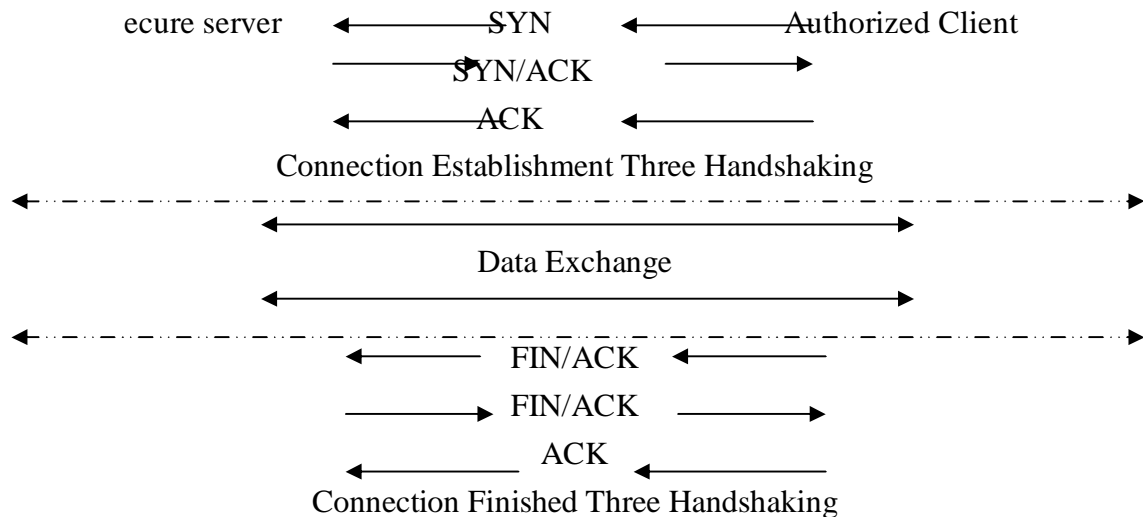 ecure server SYN Authorized Client
SYN/ACK
ACK
Connection Establishment Three Handshaking
Data Exchange
FIN/ACK
FIN/ACK
ACK
Connection Finished Three Handshaking